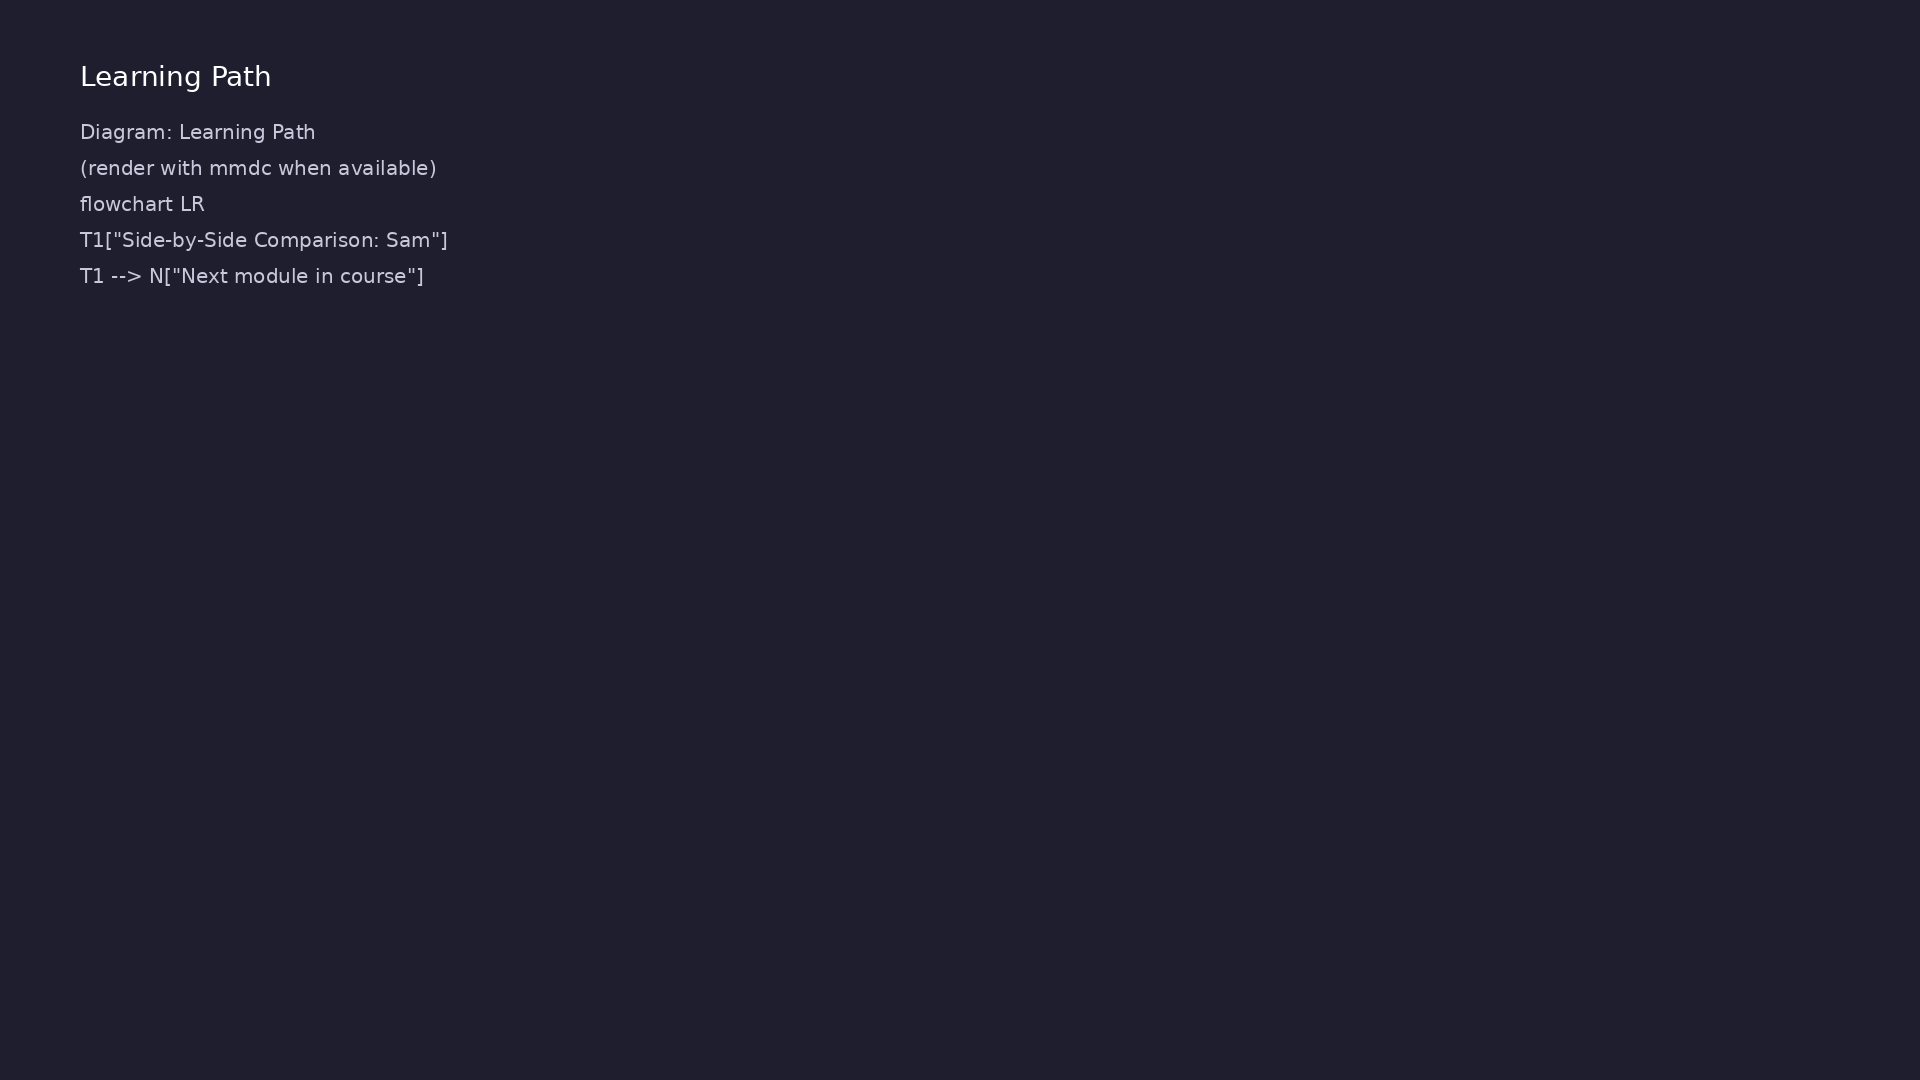 Learning Path
Diagram: Learning Path
(render with mmdc when available)
flowchart LR
T1["Side-by-Side Comparison: Sam"]
T1 --> N["Next module in course"]